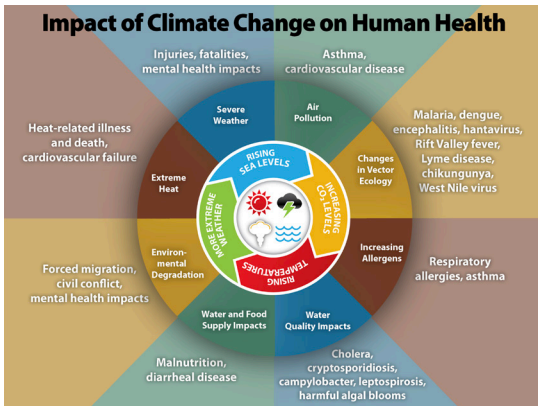 Impact of Climate Change on Human Health
Injuries, fatalities,
mental health impacts
Asthma,
cardiovascular disease
Malaria, dengue,
encephalitis, hantavirus,
Rift Valley fever,
Lyme disease,
chikungunya,
West Nile virus
Respiratory
allergies, asthma
Cholera,
cryptosporidiosis,
campylobacter, leptospirosis,
harmful algal blooms
Malnutrition,
diarrheal disease
Forced migration,
civil conflict,
mental health impacts
Heat-related illness
and death,
cardiovascular failure
Severe
Weather
Air
Pollution
Changes
in Vector
Ecology
Increasing
Allergens
Water
Quality Impacts
Water and Food
Supply Impacts
Environ-
mental
Degradation
Extreme
Heat
RISING
SEA LEVELS
INCREASING
CO₂ LEVELS
RISING
TEMPERATURES
MORE EXTREME
WEATHER